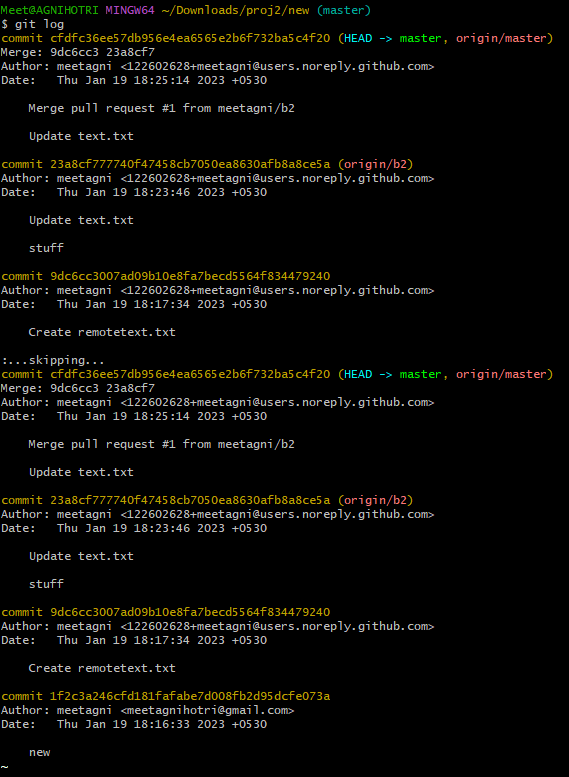 Meet@AGNIHOTRI MINGW64 ~/Downloads/proj2/new (master)
$ git log
commit cfdfc36ee57db956e4ea6565e2b6f732ba5c4f20 (HEAD -> master, origin/master)
Merge: 9dc6cc3 23a8cf7
Author: meetagni <122602628+meetagni@users.noreply.github.com>
Date:   Thu Jan 19 18:25:14 2023 +0530
    Merge pull request #1 from meetagni/b2
    Update text.txt
commit 23a8cf777740f47458cb7050ea8630afb8a8ce5a (origin/b2)
Author: meetagni <122602628+meetagni@users.noreply.github.com>
Date:   Thu Jan 19 18:23:46 2023 +0530
    Update text.txt
    stuff
commit 9dc6cc3007ad09b10e8fa7becd5564f834479240
Author: meetagni <122602628+meetagni@users.noreply.github.com>
Date:   Thu Jan 19 18:17:34 2023 +0530
    Create remotetext.txt
:...skipping...
commit cfdfc36ee57db956e4ea6565e2b6f732ba5c4f20 (HEAD -> master, origin/master)
Merge: 9dc6cc3 23a8cf7
Author: meetagni <122602628+meetagni@users.noreply.github.com>
Date:   Thu Jan 19 18:25:14 2023 +0530
    Merge pull request #1 from meetagni/b2
    Update text.txt
commit 23a8cf777740f47458cb7050ea8630afb8a8ce5a (origin/b2)
Author: meetagni <122602628+meetagni@users.noreply.github.com>
Date:   Thu Jan 19 18:23:46 2023 +0530
    Update text.txt
    stuff
commit 9dc6cc3007ad09b10e8fa7becd5564f834479240
Author: meetagni <122602628+meetagni@users.noreply.github.com>
Date:   Thu Jan 19 18:17:34 2023 +0530
    Create remotetext.txt
commit 1f2c3a246cfd181fafabe7d008fb2d95dcfe073a
Author: meetagni <meetagnihotri@gmail.com>
Date:   Thu Jan 19 18:16:33 2023 +0530
    new
~